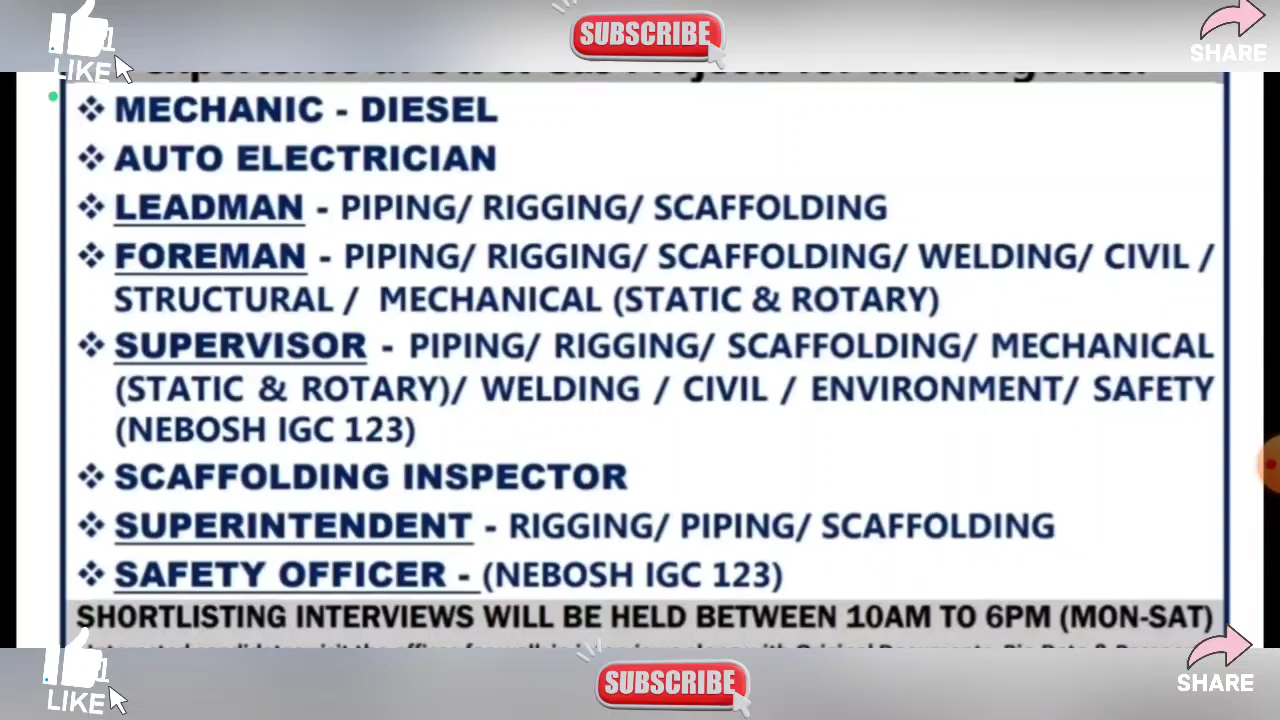 LIKE
SUBSCRIBE
SHARE
❖ MECHANIC - DIESEL
❖ AUTO ELECTRICIAN
❖ LEADMAN - PIPING/ RIGGING/ SCAFFOLDING
❖ FOREMAN - PIPING/ RIGGING/ SCAFFOLDING/ WELDING/ CIVIL /
STRUCTURAL / MECHANICAL (STATIC & ROTARY)
❖ SUPERVISOR - PIPING/ RIGGING/ SCAFFOLDING/ MECHANICAL
(STATIC & ROTARY)/ WELDING / CIVIL / ENVIRONMENT/ SAFETY
(NEBOSH IGC 123)
❖ SCAFFOLDING INSPECTOR
❖ SUPERINTENDENT - RIGGING/ PIPING/ SCAFFOLDING
❖ SAFETY OFFICER - (NEBOSH IGC 123)
SHORTLISTING INTERVIEWS WILL BE HELD BETWEEN 10AM TO 6PM (MON-SAT)
LIKE
SUBSCRIBE
SHARE